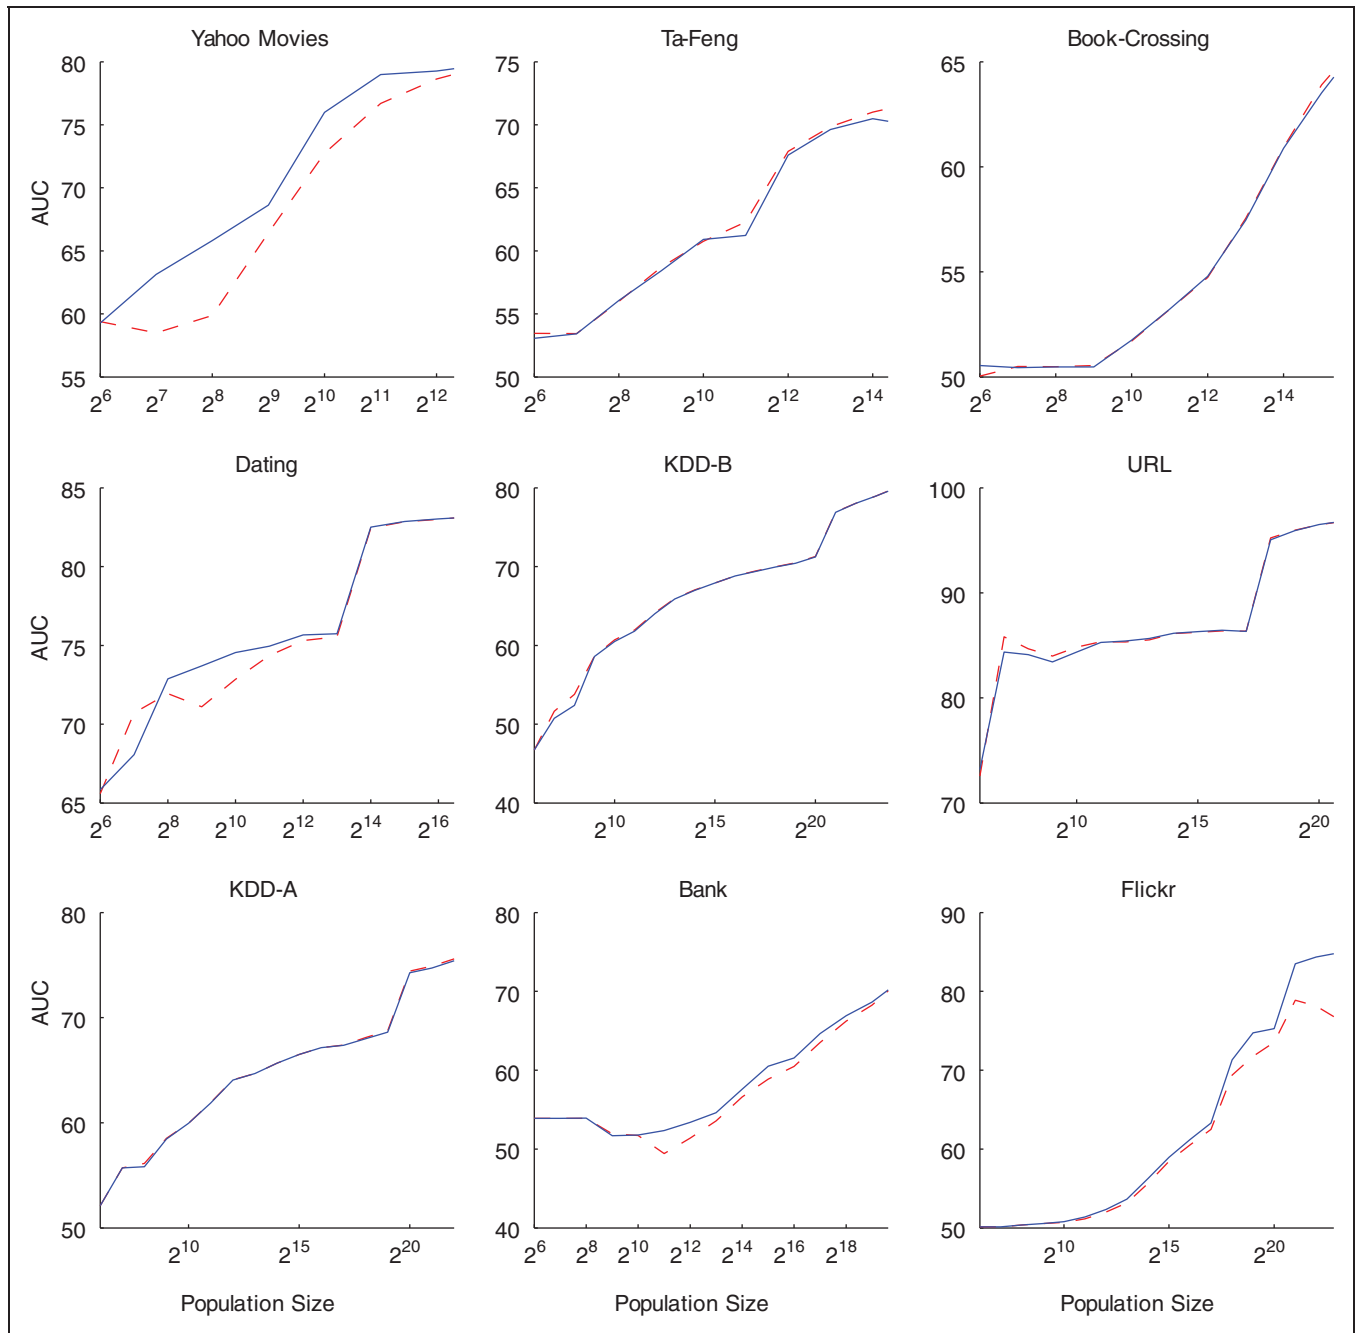 Yahoo Movies
Ta-Feng
Book-Crossing
AUC
80
75
70
65
60
55
2^6 2^7 2^8 2^9 2^10 2^11 2^12
75
70
65
60
55
50
2^6 2^8 2^10 2^12 2^14
65
60
55
50
2^6 2^8 2^10 2^12 2^14
Dating
KDD-B
URL
AUC
85
80
75
70
65
2^6 2^8 2^10 2^12 2^14 2^16
80
70
60
50
40
2^10 2^15 2^20
100
90
80
70
2^10 2^15 2^20
KDD-A
Bank
Flickr
AUC
80
70
60
50
2^10 2^15 2^20
80
70
60
50
40
2^6 2^8 2^10 2^12 2^14 2^16 2^18
90
80
70
60
50
2^10 2^15 2^20
Population Size
Population Size
Population Size